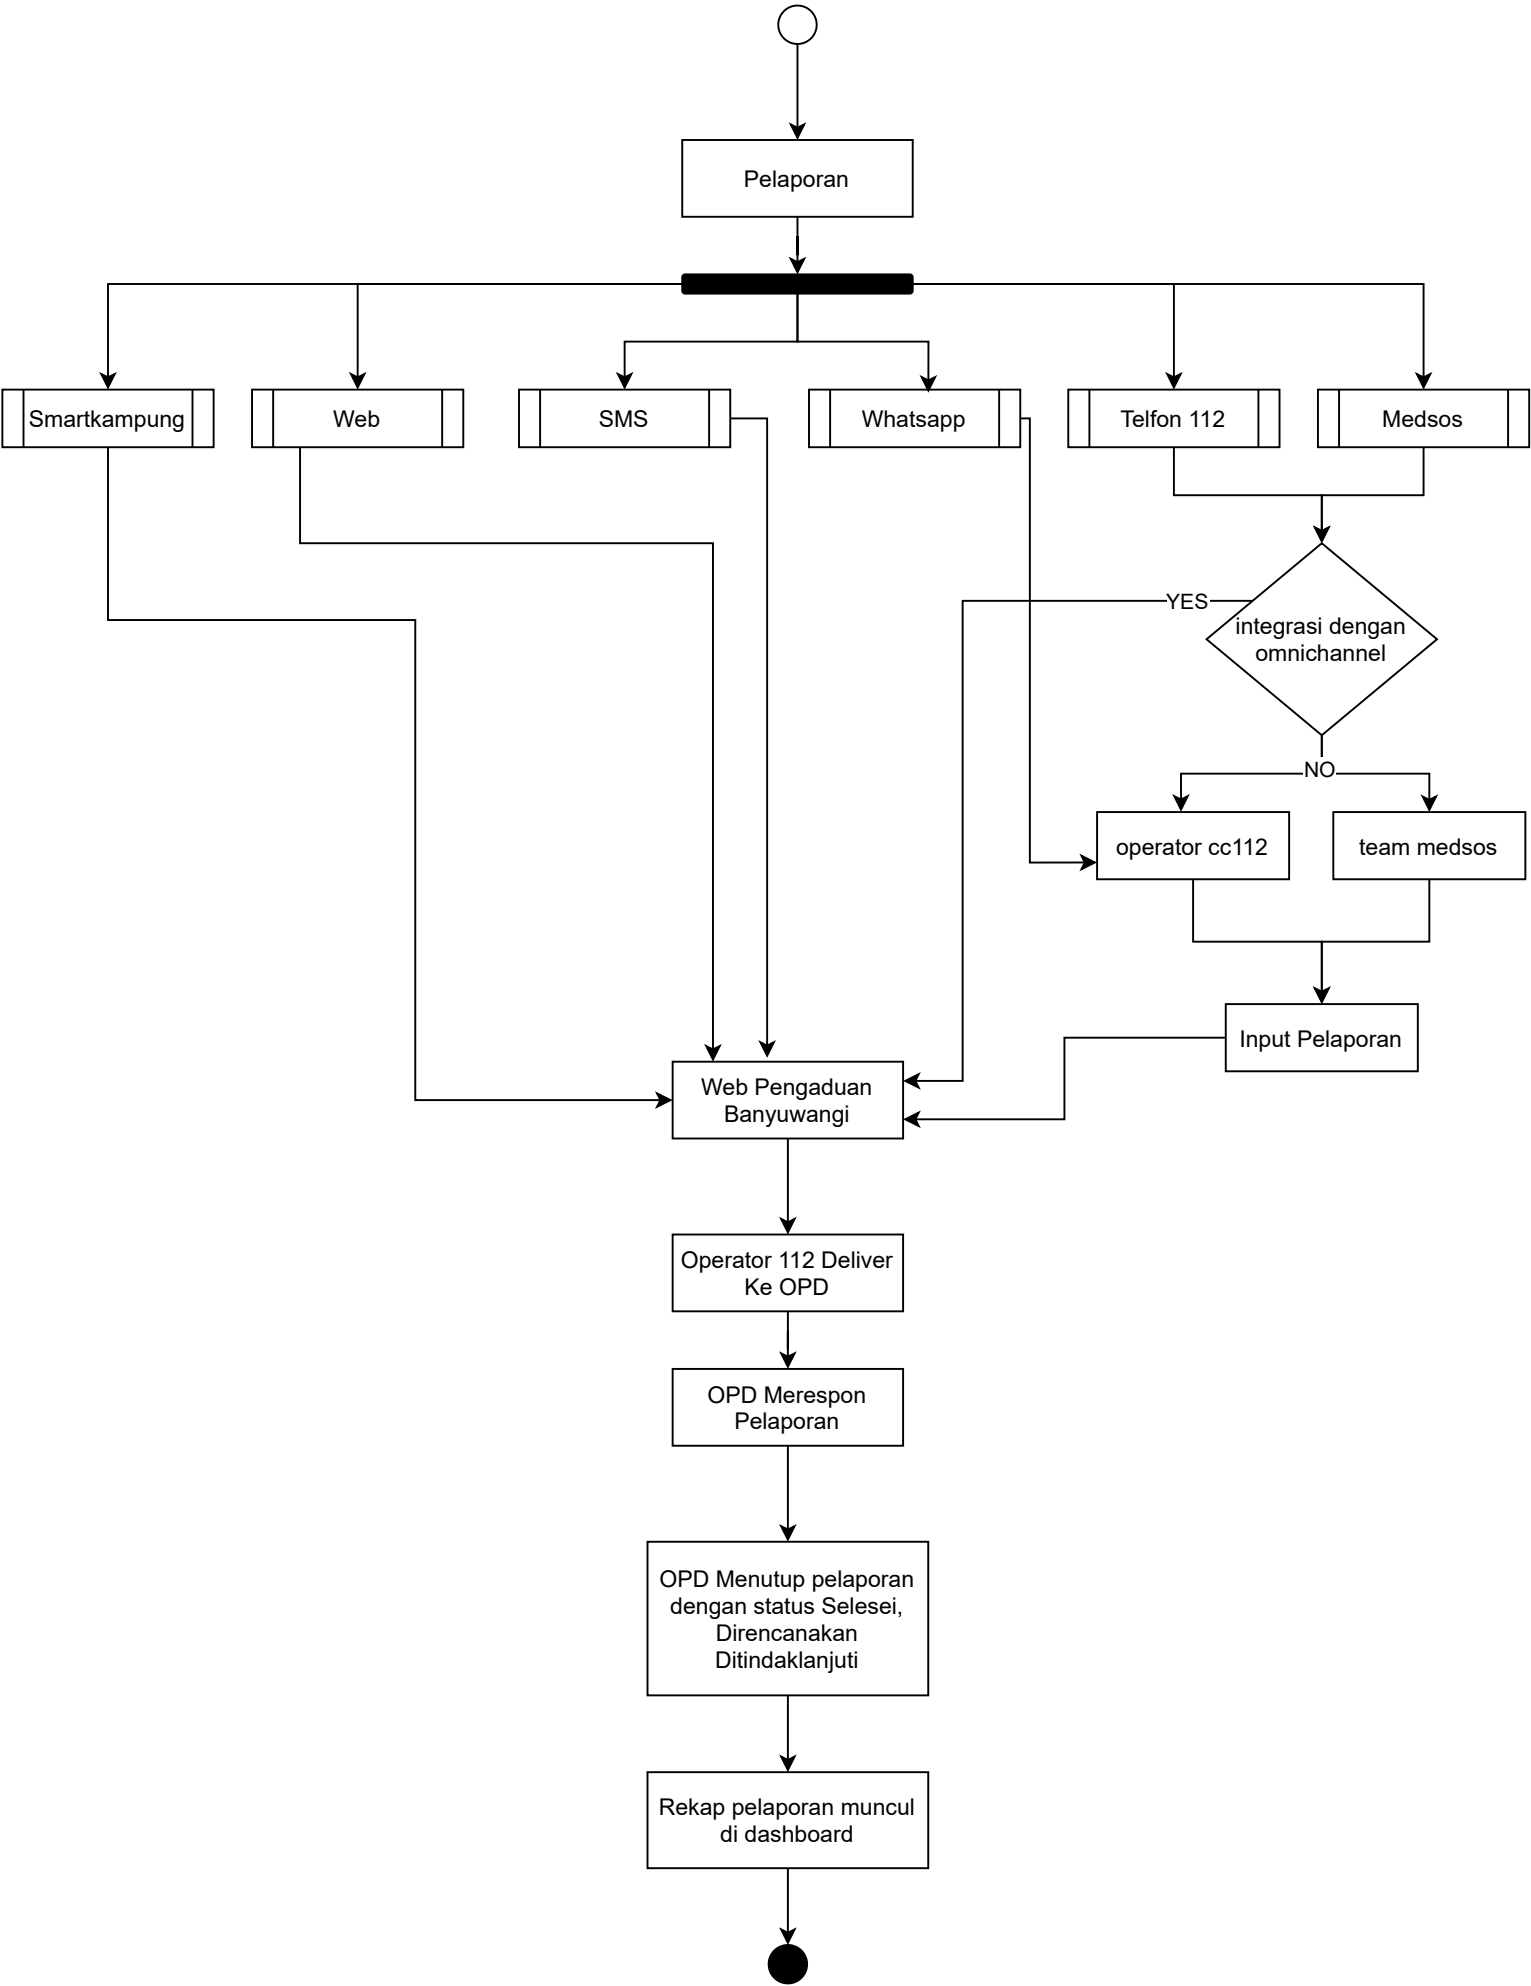 Pelaporan
Smartkampung
Web
SMS
Whatsapp
Telfon 112
Medsos
YES
integrasi dengan
omnichannel
NO
operator cc112
team medsos
Input Pelaporan
Web Pengaduan
Banyuwangi
Operator 112 Deliver
Ke OPD
OPD Merespon
Pelaporan
OPD Menutup pelaporan
dengan status Selesei,
Direncanakan
Ditindaklanjuti
Rekap pelaporan muncul
di dashboard